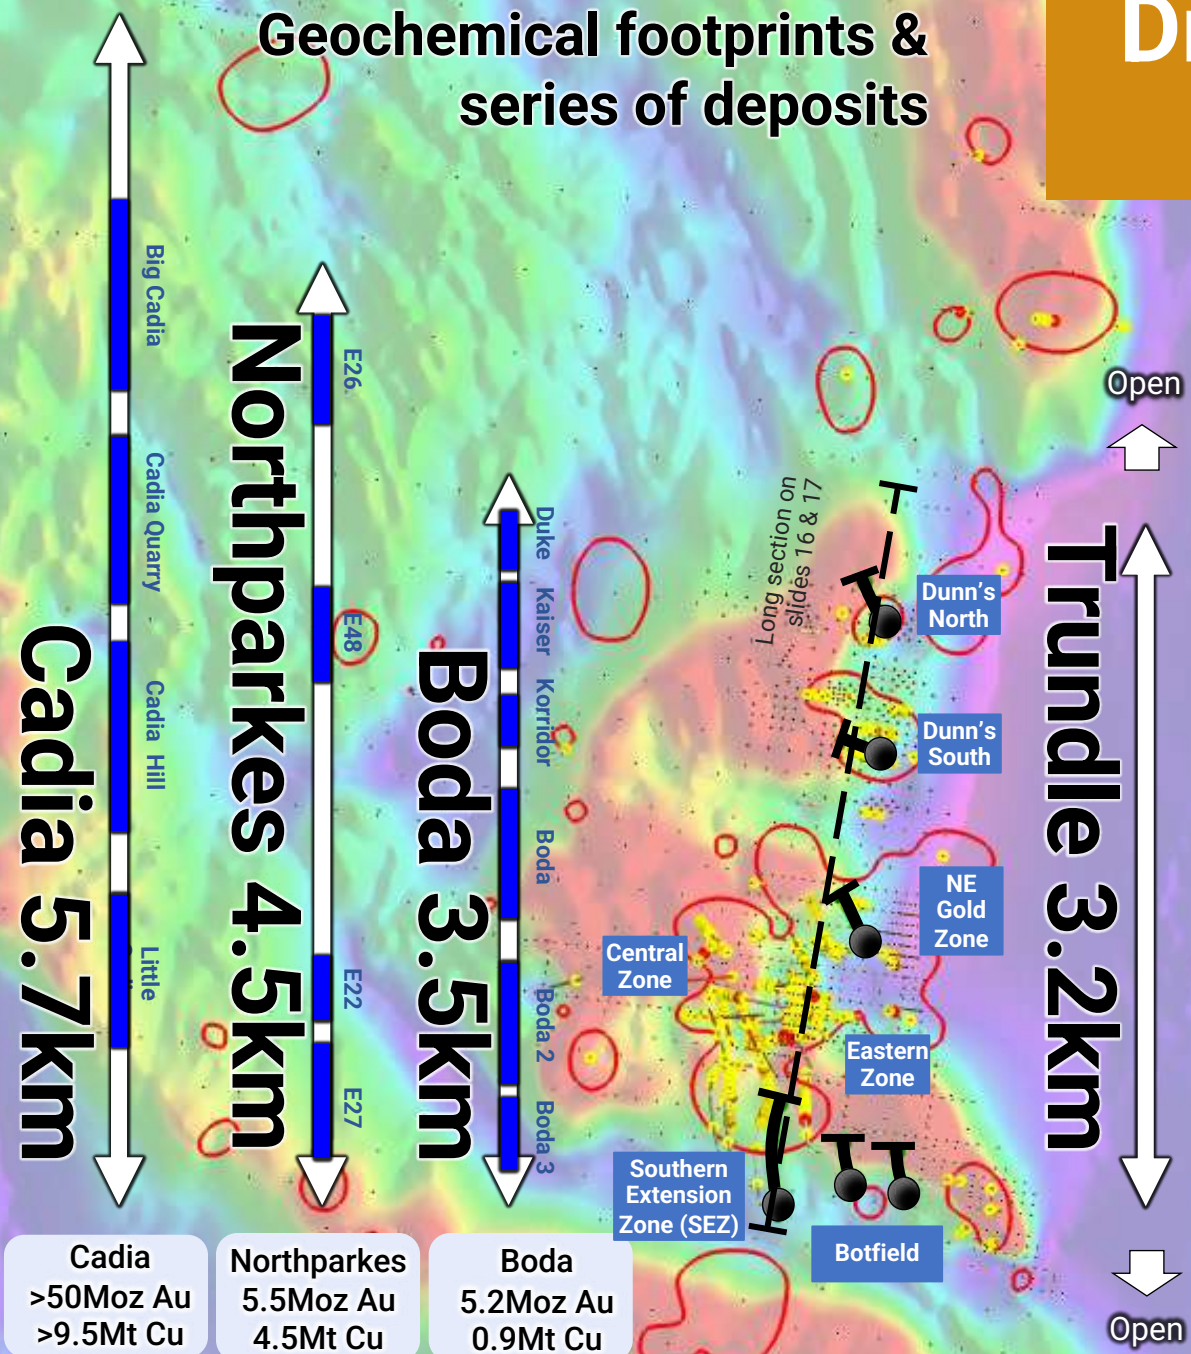 Geochemical footprints &
series of deposits
Open
Big Cadia
Cadia Quarry
Cadia Hill
Little
Cadia 5.7km
E26
E48
E22
E27
Northparkes 4.5km
Duke
Kaiser
Korridor
Boda
Boda 2
Boda 3
Boda 3.5km
Long section on
slides 16 & 17
Dunn's
North
Dunn's
South
NE
Gold
Zone
Central
Zone
Eastern
Zone
Southern
Extension
Zone (SEZ)
Botfield
Trundle 3.2km
Open
Cadia
>50Moz Au
>9.5Mt Cu
Northparkes
5.5Moz Au
4.5Mt Cu
Boda
5.2Moz Au
0.9Mt Cu